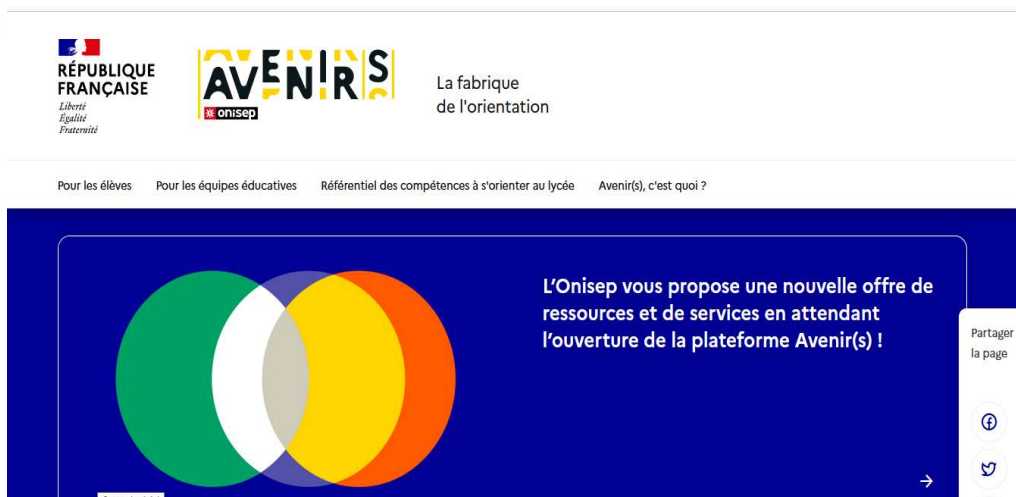 RÉPUBLIQUE
FRANÇAISE
Liberté
Égalité
Fraternité
AVENIRS
onisep
La fabrique
de l'orientation
Pour les élèves Pour les équipes éducatives Référentiel des compétences à s'orienter au lycée Avenir(s), c'est quoi ?
L'Onisep vous propose une nouvelle offre de
ressources et de services en attendant
l'ouverture de la plateforme Avenir(s) !
Partager
la page